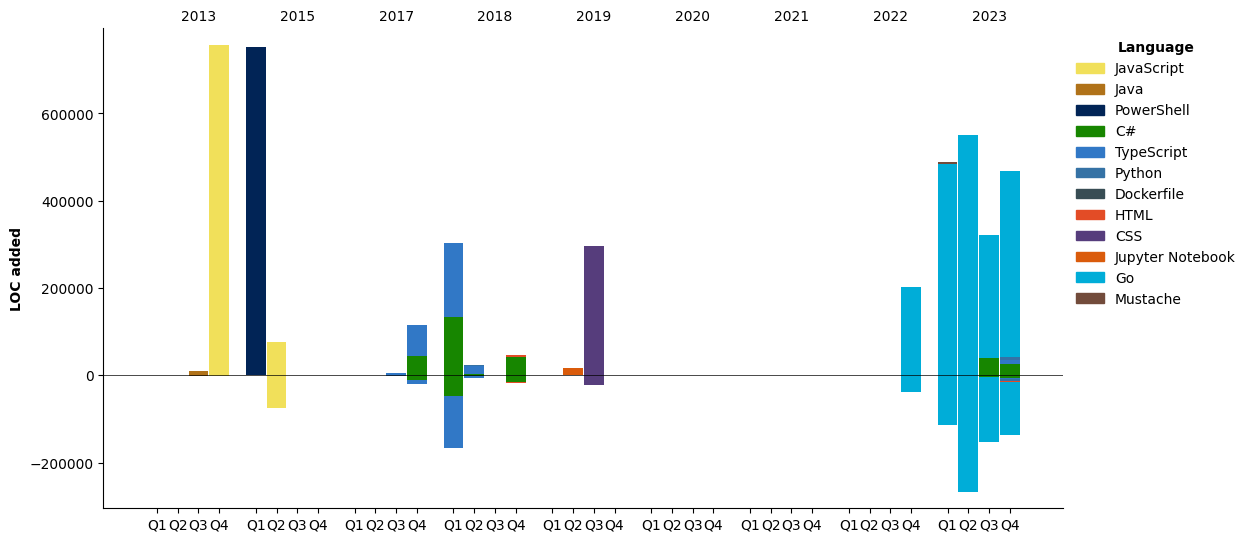 2013 2015 2017 2018 2019 2020 2021 2022 2023
Language
JavaScript
Java
PowerShell
C#
TypeScript
Python
Dockerfile
HTML
CSS
Jupyter Notebook
Go
Mustache
LOC added
600000
400000
200000
0
−200000
Q1 Q2 Q3 Q4 Q1 Q2 Q3 Q4 Q1 Q2 Q3 Q4 Q1 Q2 Q3 Q4 Q1 Q2 Q3 Q4 Q1 Q2 Q3 Q4 Q1 Q2 Q3 Q4 Q1 Q2 Q3 Q4 Q1 Q2 Q3 Q4